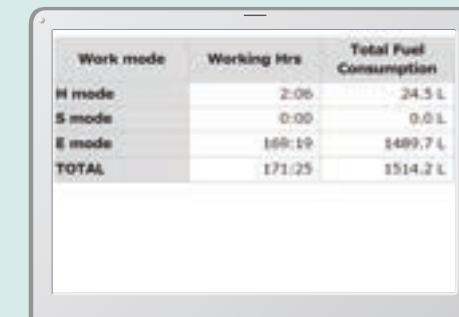 Work mode Working Hrs Total Fuel Consumption
H mode 2:06 24.5 L
S mode 0:00 0.0 L
E mode 169:19 1489.7 L
TOTAL 171:25 1514.2 L